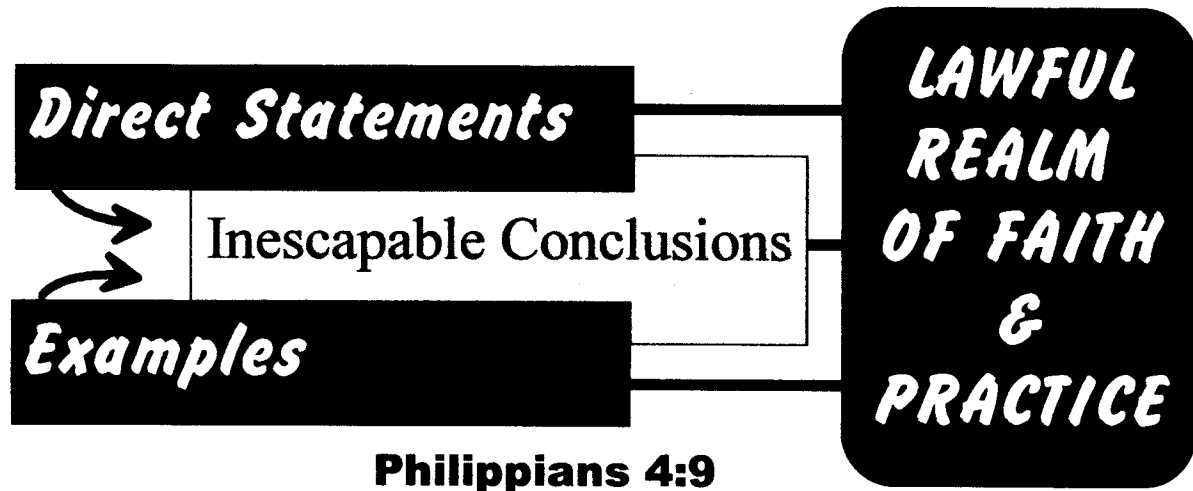 Direct Statements
Inescapable Conclusions
Examples
LAWFUL
REALM
OF FAITH
&
PRACTICE
Philippians 4:9